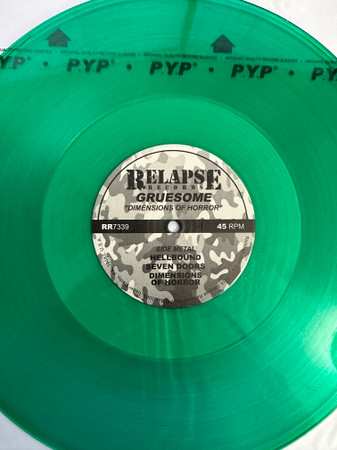 PYP • PYP • PYP • PYP
RELAPSE
RECORDS
GRUESOME
"DIMENSIONS OF HORROR"
RR7339
45 RPM
SIDE METAL:
HELLBOUND
SEVEN DOORS
DIMENSIONS
OF HORROR